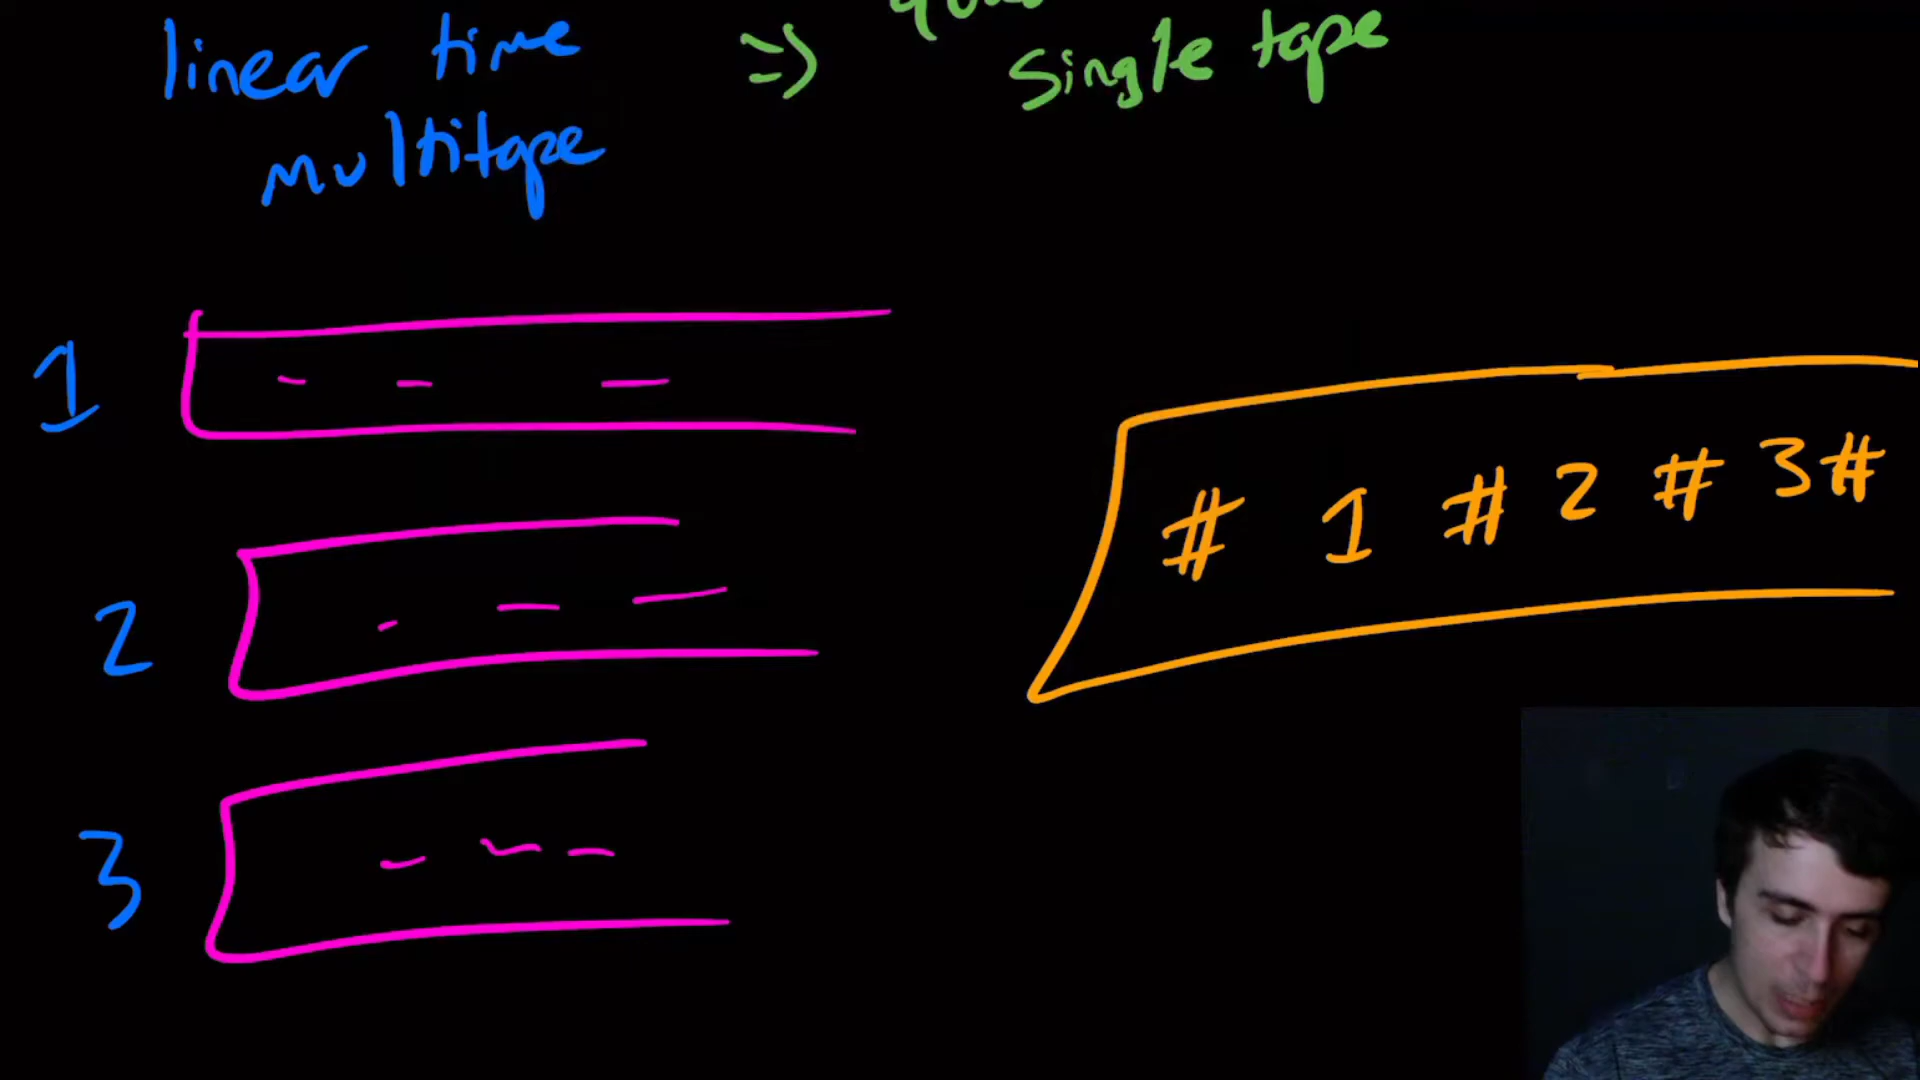 linear time => single tape
multitape
1
# 1 # 2 # 3 #
2
3